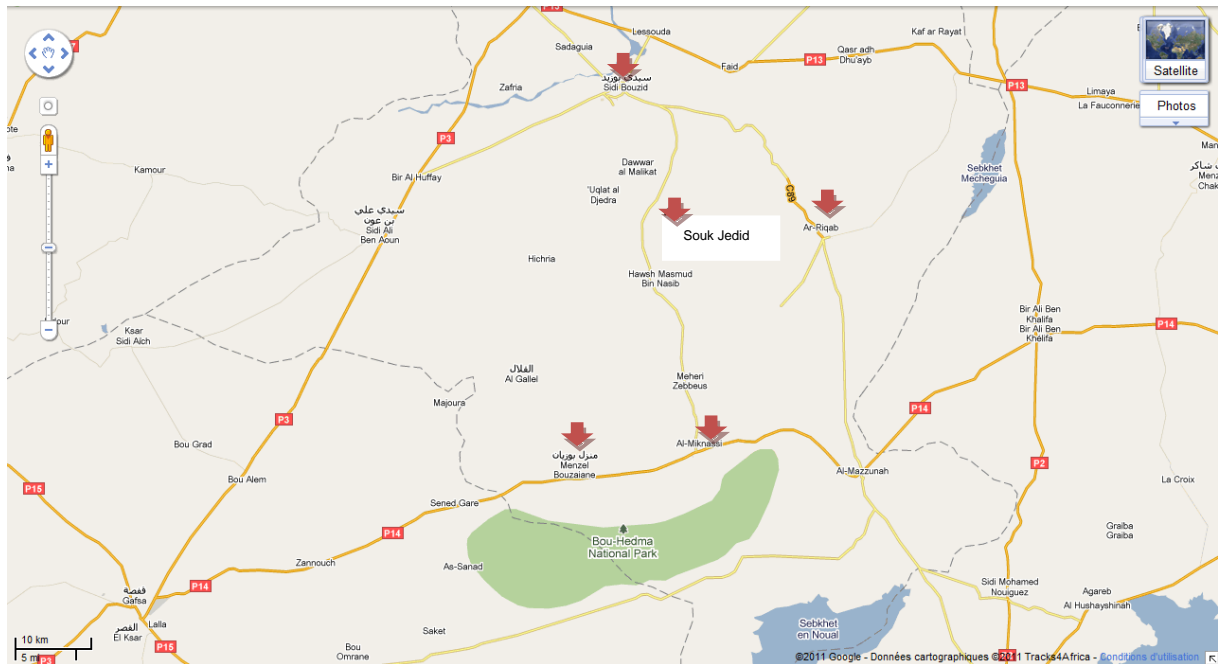 Lessouda
Kaf ar Rayat
Sadaguia
Qasr adh
Dhu'ayb
P13
Faid
Satellite
سيدي بوزيد
Sidi Bouzid
Zafria
P13
Limaya
La Fauconnerie
Photos
P3
Dawwar
al Malikat
Kamour
Bir Al Huffay
Sebkhet
Mecheguia
'Uqlat al
Djedra
C89
سيدي علي
بن عون
Sidi Ali
Ben Aoun
Ar-Riqab
Souk Jedid
Hichria
Hawsh Masmud
Bin Nasib
Bir Ali Ben
Khalifa
Bir Ali Ben
Khelifa
P14
Ksar
Sidi Aich
القلال
Al Gallel
Meheri
Zebbeus
Majoura
P3
P14
Bou Grad
Al-Miknassi
منزل بوزيان
Menzel
Bouzaiane
Al-Mazzunah
P2
Bou Alem
La Croix
P15
Sened Gare
Graiba
Graiba
P14
Bou-Hedma
National Park
Zannouch
As-Sanad
P14
قفصة
Gafsa
Sidi Mohamed
Nouiguez
Agareb
Al Hushayshinah
القصر
El Ksar
Lalla
Saket
Sebkhet
en Noual
10 km
5 mi
P3
Bou
Omrane
©2011 Google - Données cartographiques ©2011 Tracks4Africa - Conditions d'utilisation